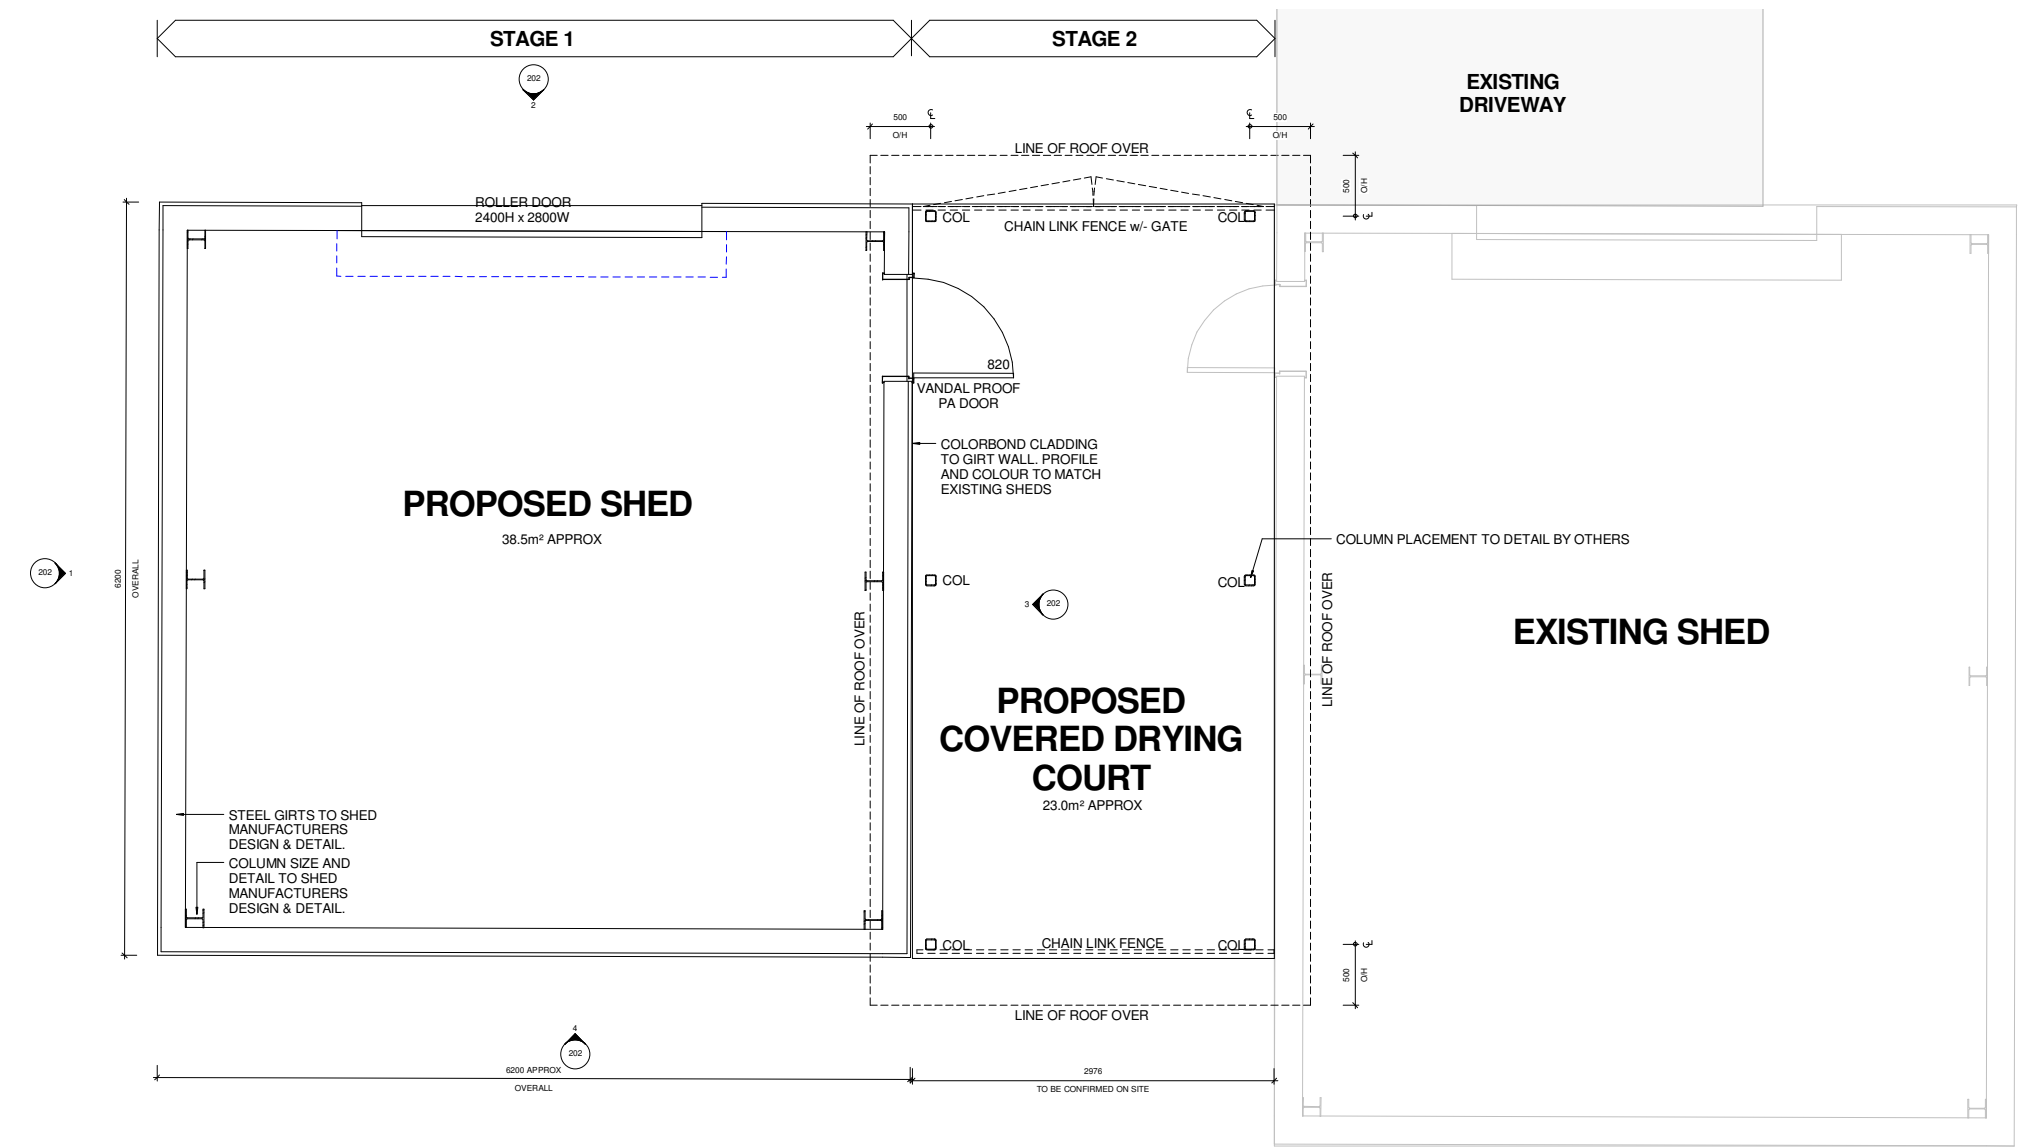 STAGE 1
STAGE 2
EXISTING
DRIVEWAY
202
2
500
O/H
500
O/H
LINE OF ROOF OVER
500
O/H
ROLLER DOOR
2400H x 2800W
COL
COL
CHAIN LINK FENCE w/- GATE
820
VANDAL PROOF
PA DOOR
COLORBOND CLADDING
TO GIRT WALL. PROFILE
AND COLOUR TO MATCH
EXISTING SHEDS
PROPOSED SHED
38.5m² APPROX
COLUMN PLACEMENT TO DETAIL BY OTHERS
202
1
6200
OVERALL
COL
COL
3
202
LINE OF ROOF OVER
LINE OF ROOF OVER
EXISTING SHED
PROPOSED
COVERED DRYING
COURT
23.0m² APPROX
STEEL GIRTS TO SHED
MANUFACTURERS
DESIGN & DETAIL.
COLUMN SIZE AND
DETAIL TO SHED
MANUFACTURERS
DESIGN & DETAIL.
COL
CHAIN LINK FENCE
COL
500
O/H
LINE OF ROOF OVER
4
202
6200 APPROX
OVERALL
2976
TO BE CONFIRMED ON SITE